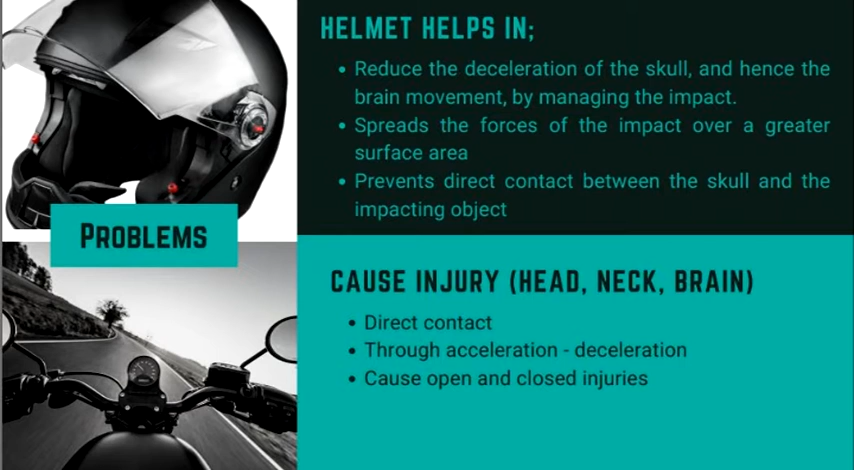 HELMET HELPS IN;
• Reduce the deceleration of the skull, and hence the
brain movement, by managing the impact.
• Spreads the forces of the impact over a greater
surface area
• Prevents direct contact between the skull and the
impacting object
PROBLEMS
CAUSE INJURY (HEAD, NECK, BRAIN)
• Direct contact
• Through acceleration - deceleration
• Cause open and closed injuries